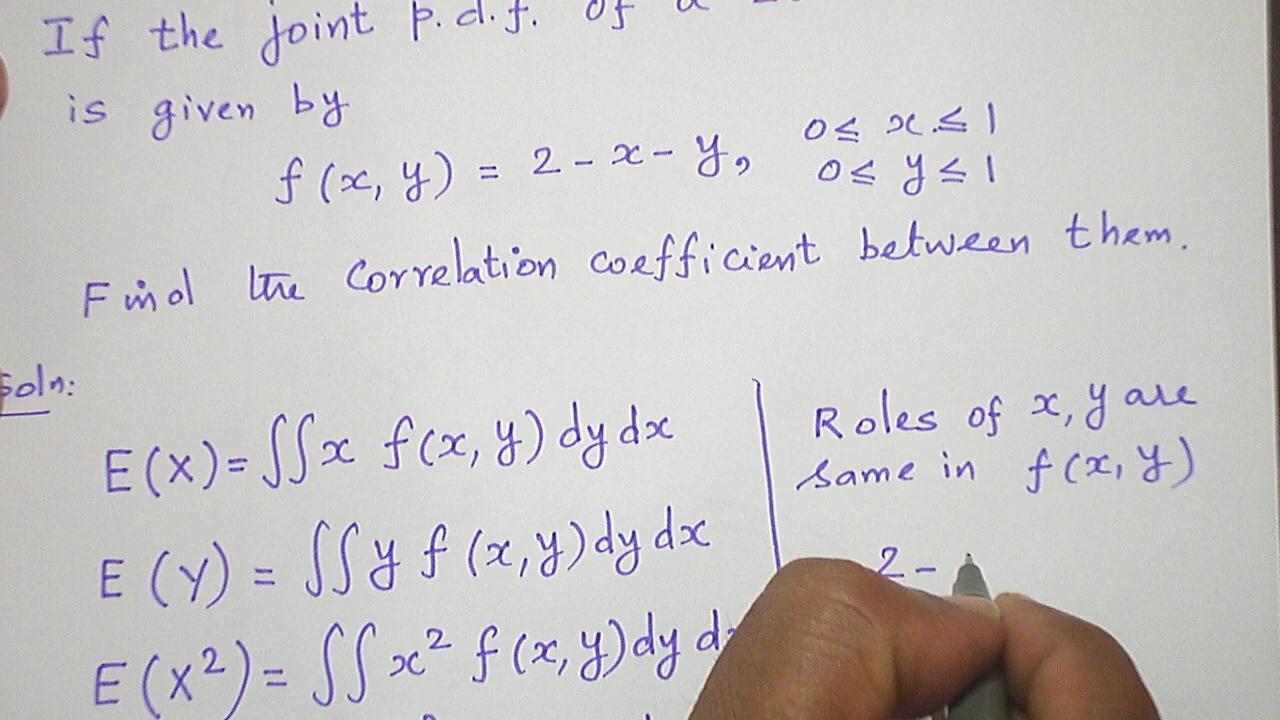 If the joint p.d.f. of a
is given by
f(x, y) = 2 - x - y, 0 ≤ x ≤ 1
0 ≤ y ≤ 1
Find the correlation coefficient between them.
Soln:
E(X) = ∫∫ x f(x, y) dy dx
E(Y) = ∫∫ y f(x, y) dy dx
E(X²) = ∫∫ x² f(x, y) dy dx
Roles of x, y are
same in f(x, y)
2 -